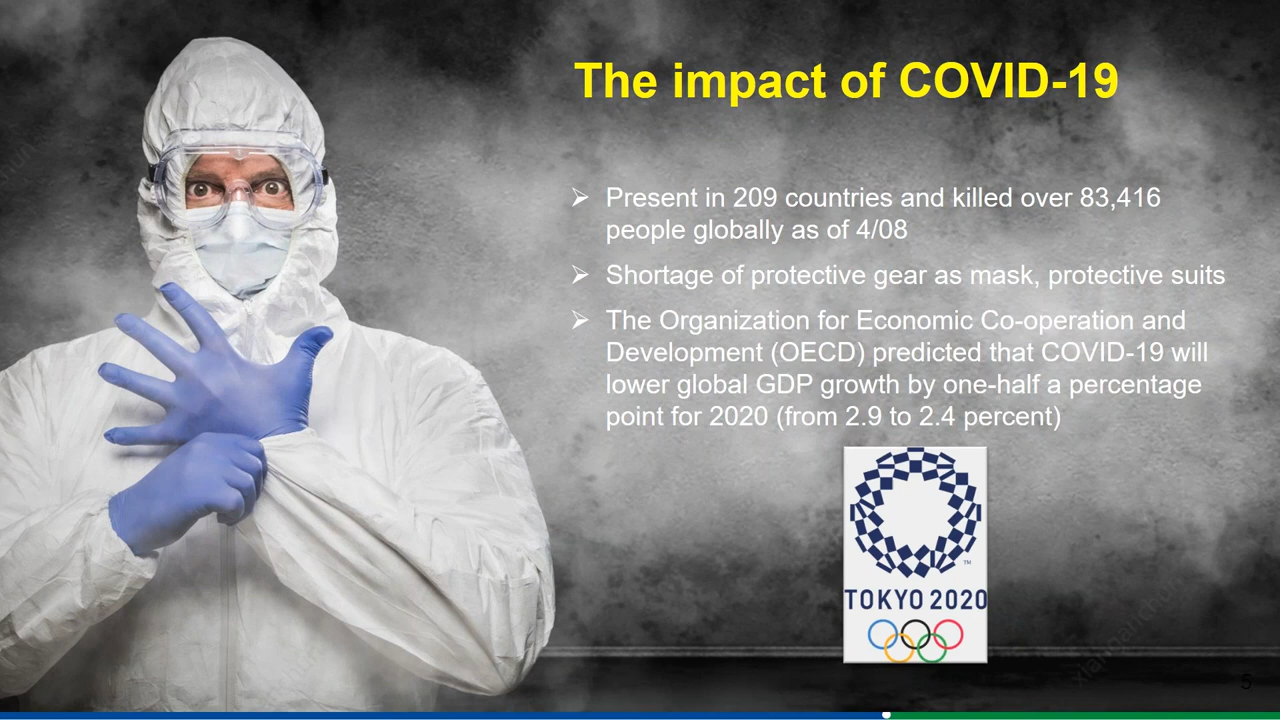 The impact of COVID-19
➢ Present in 209 countries and killed over 83,416
people globally as of 4/08
➢ Shortage of protective gear as mask, protective suits
➢ The Organization for Economic Co-operation and
Development (OECD) predicted that COVID-19 will
lower global GDP growth by one-half a percentage
point for 2020 (from 2.9 to 2.4 percent)
TM
TOKYO 2020
5